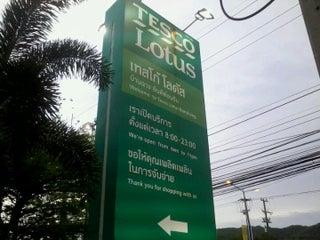 TESCO
Lotus
เทสโก้ โลตัส
เราเปิดบริการ
ตั้งแต่เวลา 8:00-23:00
We're open from 8am to 11pm
ขอให้คุณเพลิดเพลิน
ในการจับจ่าย
Thank you for shopping with us